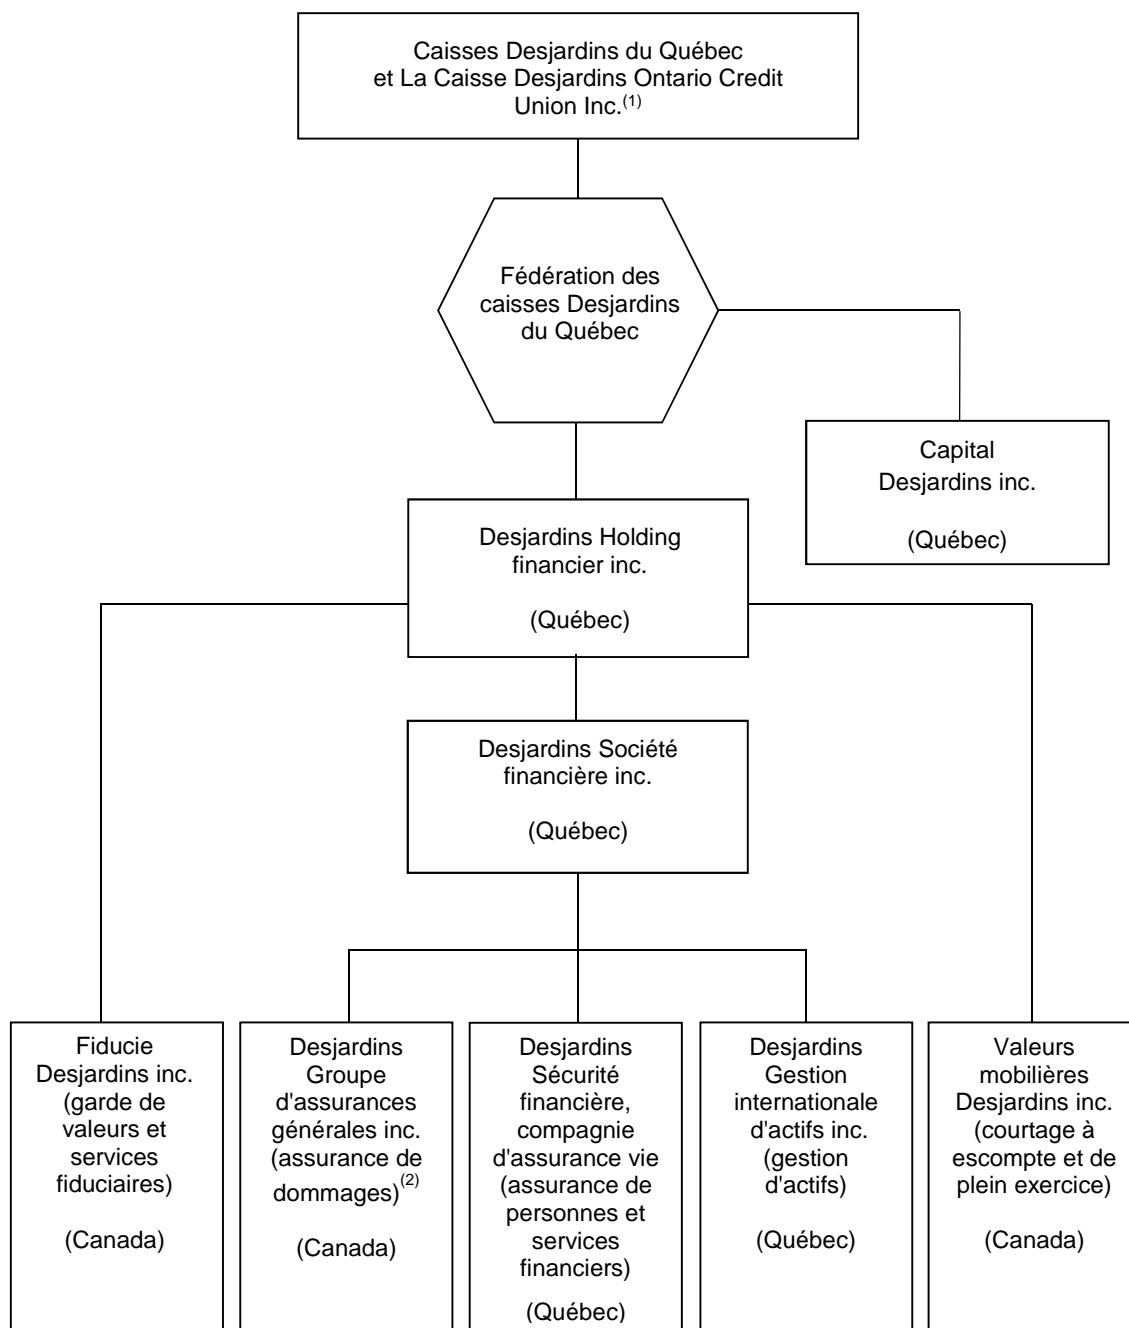 Caisses Desjardins du Québec
et La Caisse Desjardins Ontario Credit
Union Inc.(1)
Fédération des
caisses Desjardins
du Québec
Capital
Desjardins inc.
(Québec)
Desjardins Holding
financier inc.
(Québec)
Desjardins Société
financière inc.
(Québec)
Fiducie
Desjardins inc.
(garde de
valeurs et
services
fiduciaires)
(Canada)
Desjardins
Groupe
d'assurances
générales inc.
(assurance de
dommages)(2)
(Canada)
Desjardins
Sécurité
financière,
compagnie
d'assurance vie
(assurance de
personnes et
services
financiers)
(Québec)
Desjardins
Gestion
internationale
d'actifs inc.
(gestion
d'actifs)
(Québec)
Valeurs
mobilières
Desjardins inc.
(courtage à
escompte et de
plein exercice)
(Canada)